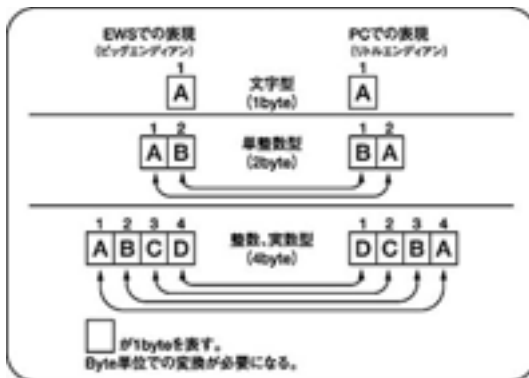 EWSでの表現 PCでの表現
(ビッグエンディアン) (リトルエンディアン)
1 1
A 文字型 A
(1byte)
1 2 1 2
A B 単整数型 B A
(2byte)
1 2 3 4 1 2 3 4
A B C D 整数、実数型 D C B A
(4byte)
が1byteを表す。
Byte単位での変換が必要になる。